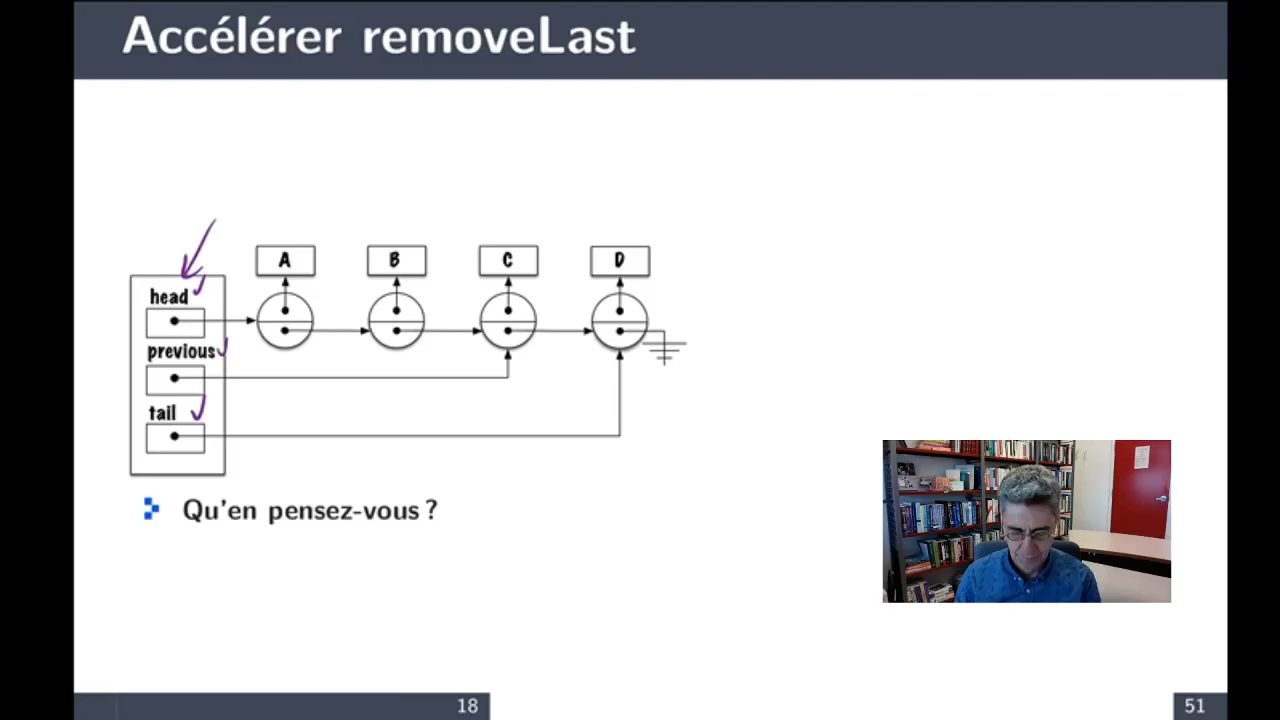 Accélérer removeLast
A B C D
head
previous
tail
Qu'en pensez-vous ?
18 51